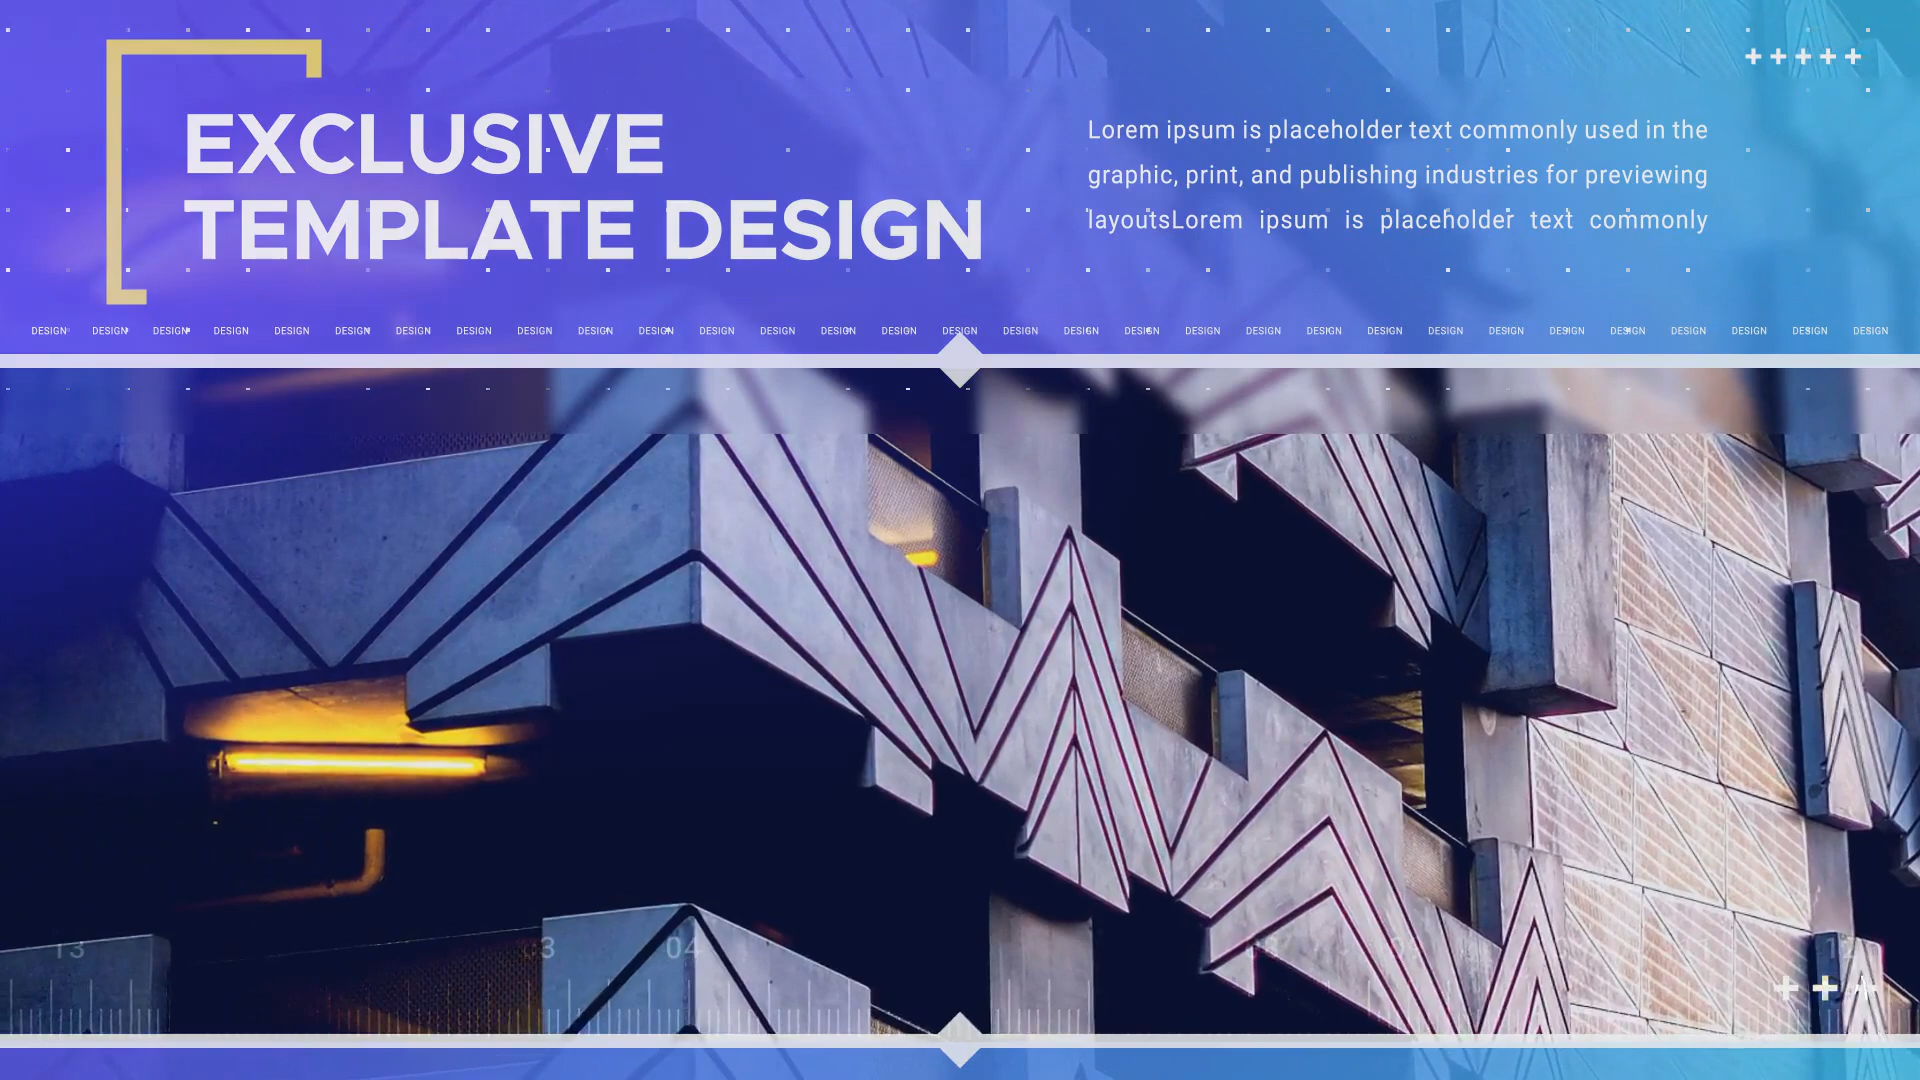 EXCLUSIVE
TEMPLATE DESIGN
Lorem ipsum is placeholder text commonly used in the
graphic, print, and publishing industries for previewing
layoutsLorem ipsum is placeholder text commonly
DESIGN DESIGN DESIGN DESIGN DESIGN DESIGN DESIGN DESIGN DESIGN DESIGN DESIGN DESIGN DESIGN DESIGN DESIGN DESIGN DESIGN DESIGN DESIGN DESIGN DESIGN DESIGN DESIGN DESIGN DESIGN DESIGN DESIGN DESIGN DESIGN DESIGN DESIGN
13 04